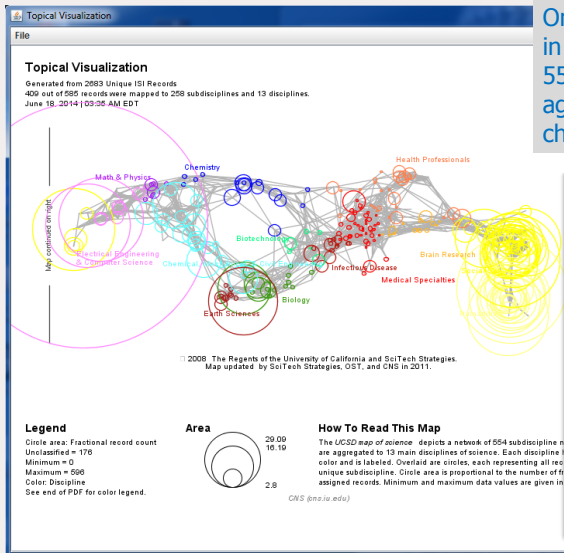 Topical Visualization
File
Topical Visualization
Generated from 2683 Unique ISI Records
409 out of 585 records were mapped to 258 subdisciplines and 13 disciplines.
June 18, 2014 | 03:35 AM EDT
Map continued on right
Chemistry
Math & Physics
Health Professionals
Electrical Engineering
& Computer Science
Biotechnology
Brain Research
Chemical
Infectious Disease
Medical Specialties
Biology
Earth Sciences
2008 The Regents of the University of California and SciTech Strategies.
Map updated by SciTech Strategies, OST, and CNS in 2011.
Legend
Circle area: Fractional record count
Unclassified = 176
Minimum = 0
Maximum = 596
Color: Discipline
See end of PDF for color legend.
Area
29.09
16.19
2.8
CNS (cns.iu.edu)
How To Read This Map
The UCSD map of science depicts a network of 554 subdiscipline n
are aggregated to 13 main disciplines of science. Each discipline
color and is labeled. Overlaid are circles, each representing all rec
unique subdiscipline. Circle area is proportional to the number of f
assigned records. Minimum and maximum data values are given in
in
55
ag
ch